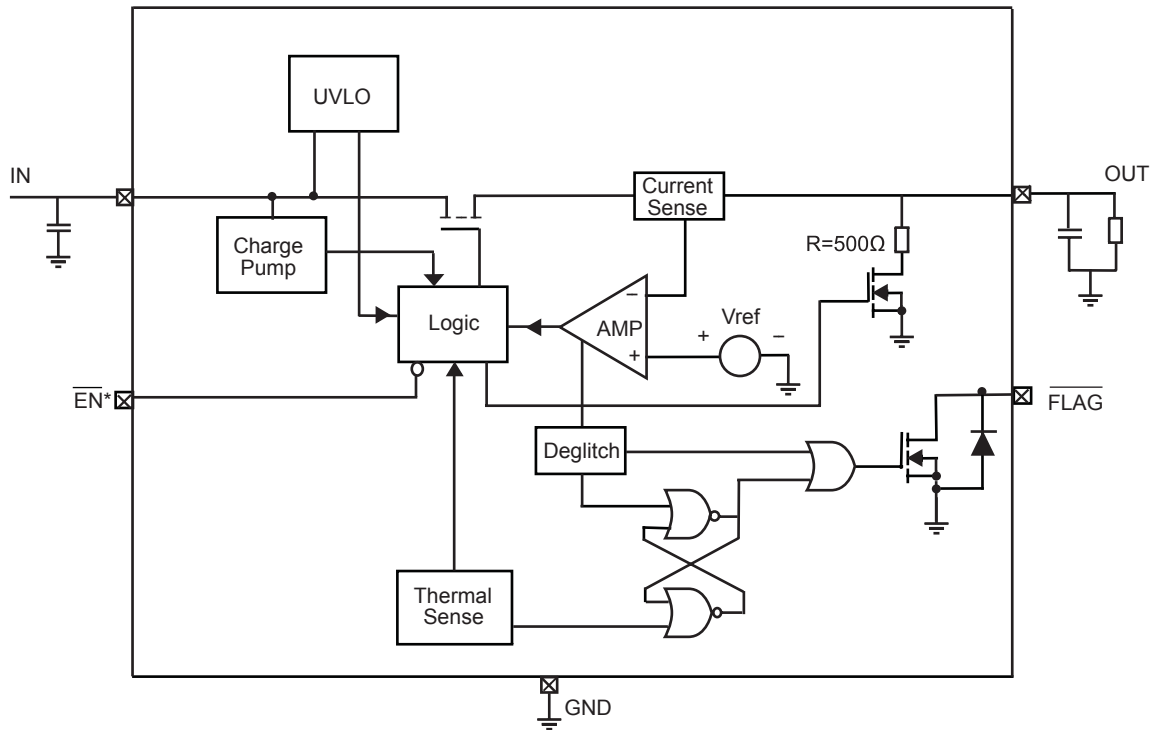 UVLO
IN
Current
Sense
OUT
R=500Ω
Charge
Pump
Logic
−
AMP
+
+
Vref
−
EN*
FLAG
Deglitch
Thermal
Sense
GND